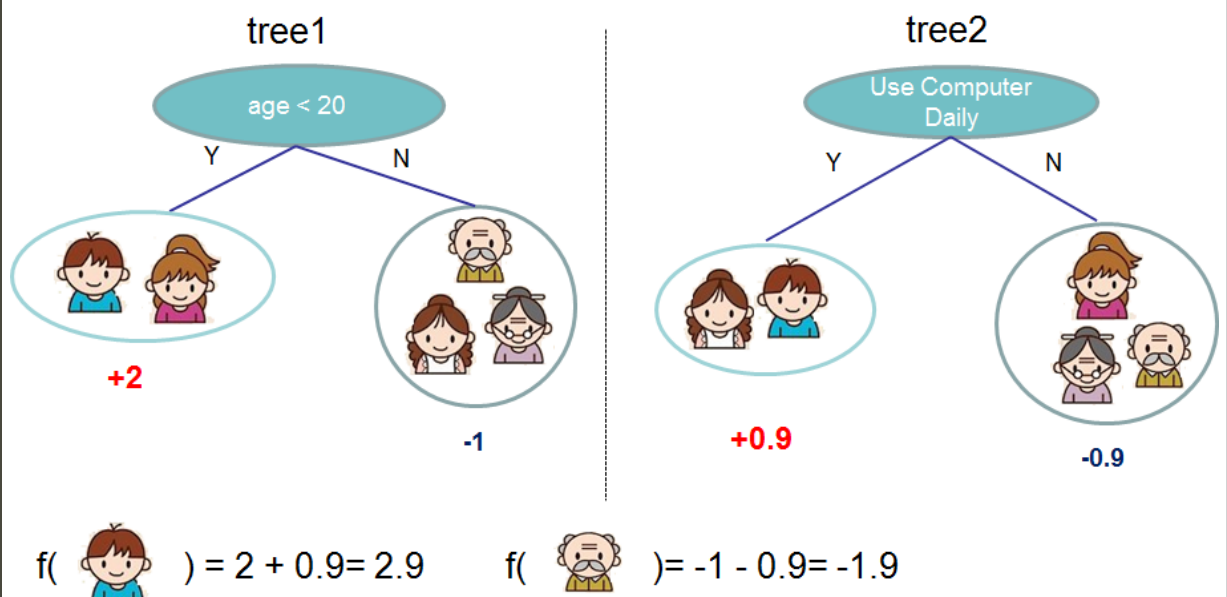 tree1
age < 20
Y
N
+2
-1
tree2
Use Computer
Daily
Y
N
+0.9
-0.9
f( ) = 2 + 0.9= 2.9
f( )= -1 - 0.9= -1.9